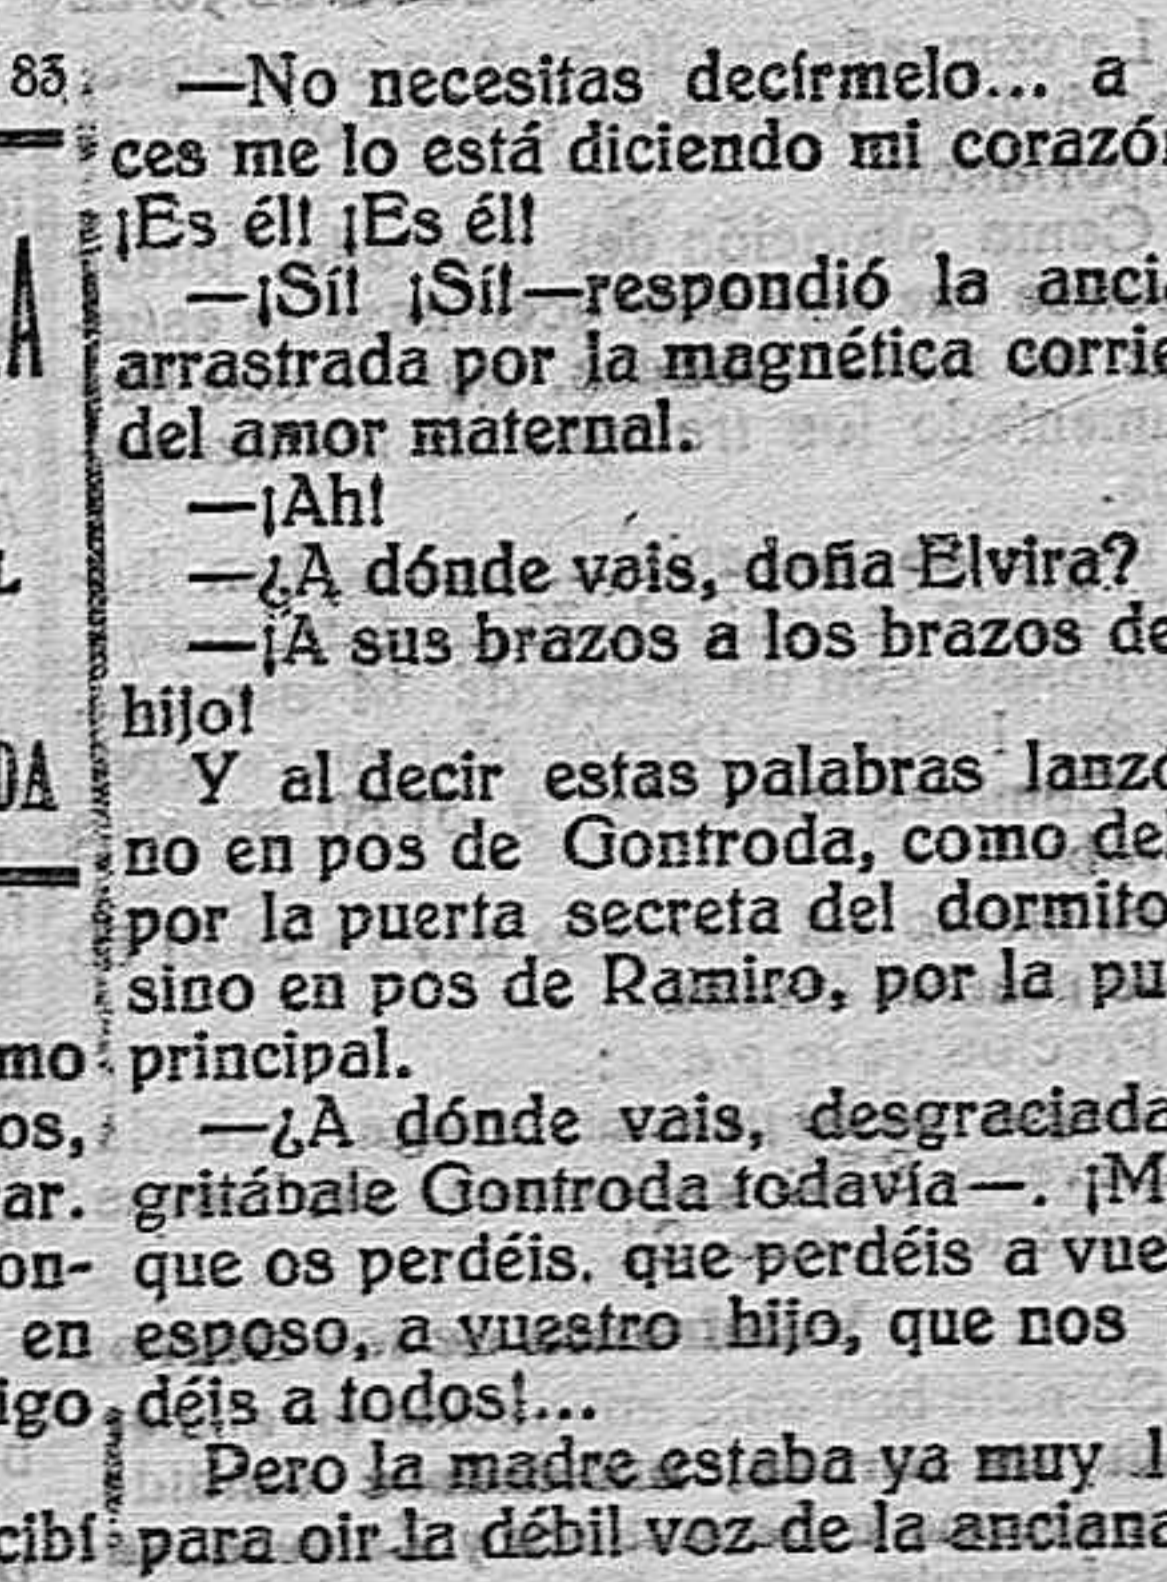 83
A
L
DA
mo
os,
ar.
on-
en
igo
cibí
—No necesitas decírmelo... a
ces me lo está diciendo mi corazó
¡Es él! ¡Es él!
—¡Sí! ¡Sí!—respondió la anci
arrastrada por la magnética corrie
del amor maternal.
—¡Ah!
—¿A dónde vais, doña Elvira?
—¡A sus brazos a los brazos de
hijo!
Y al decir estas palabras lanzó
no en pos de Gontroda, como de
por la puerta secreta del dormito
sino en pos de Ramiro, por la pu
principal.
—¿A dónde vais, desgraciada
gritábale Gontroda todavía—. ¡M
que os perdéis. que perdéis a vue
esposo, a vuestro hijo, que nos
déis a todos!...
Pero la madre estaba ya muy l
para oir la débil voz de la anciana